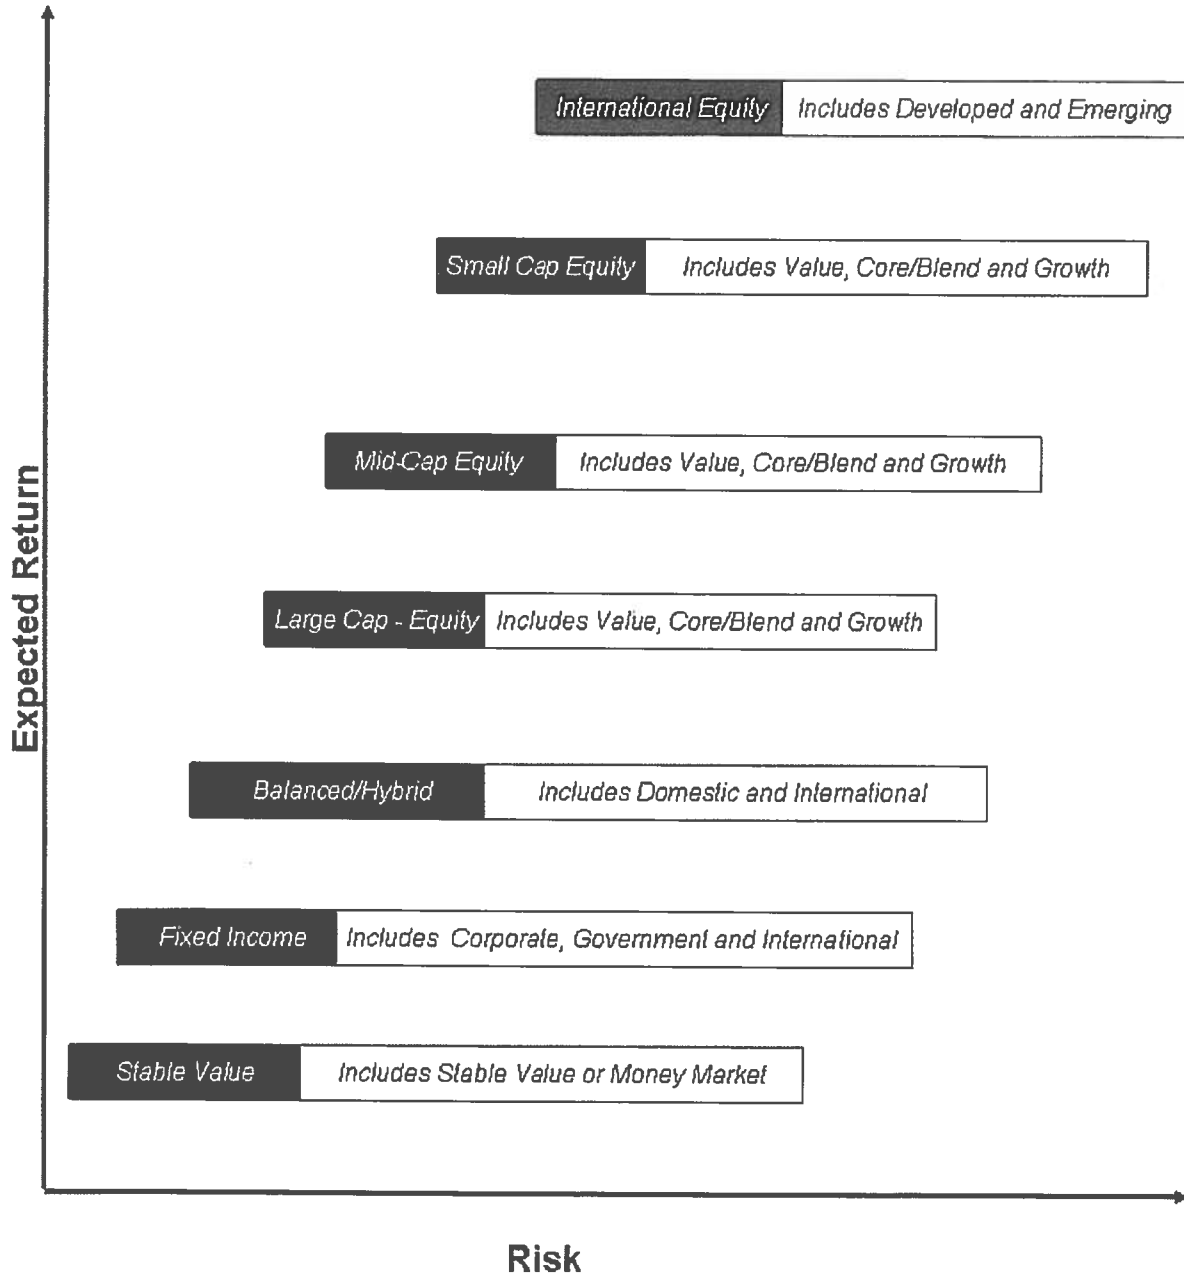 International Equity Includes Developed and Emerging
Small Cap Equity Includes Value, Core/Blend and Growth
Mid-Cap Equity Includes Value, Core/Blend and Growth
Large Cap - Equity Includes Value, Core/Blend and Growth
Balanced/Hybrid Includes Domestic and International
Fixed Income Includes Corporate, Government and International
Stable Value Includes Stable Value or Money Market
Expected Return
Risk